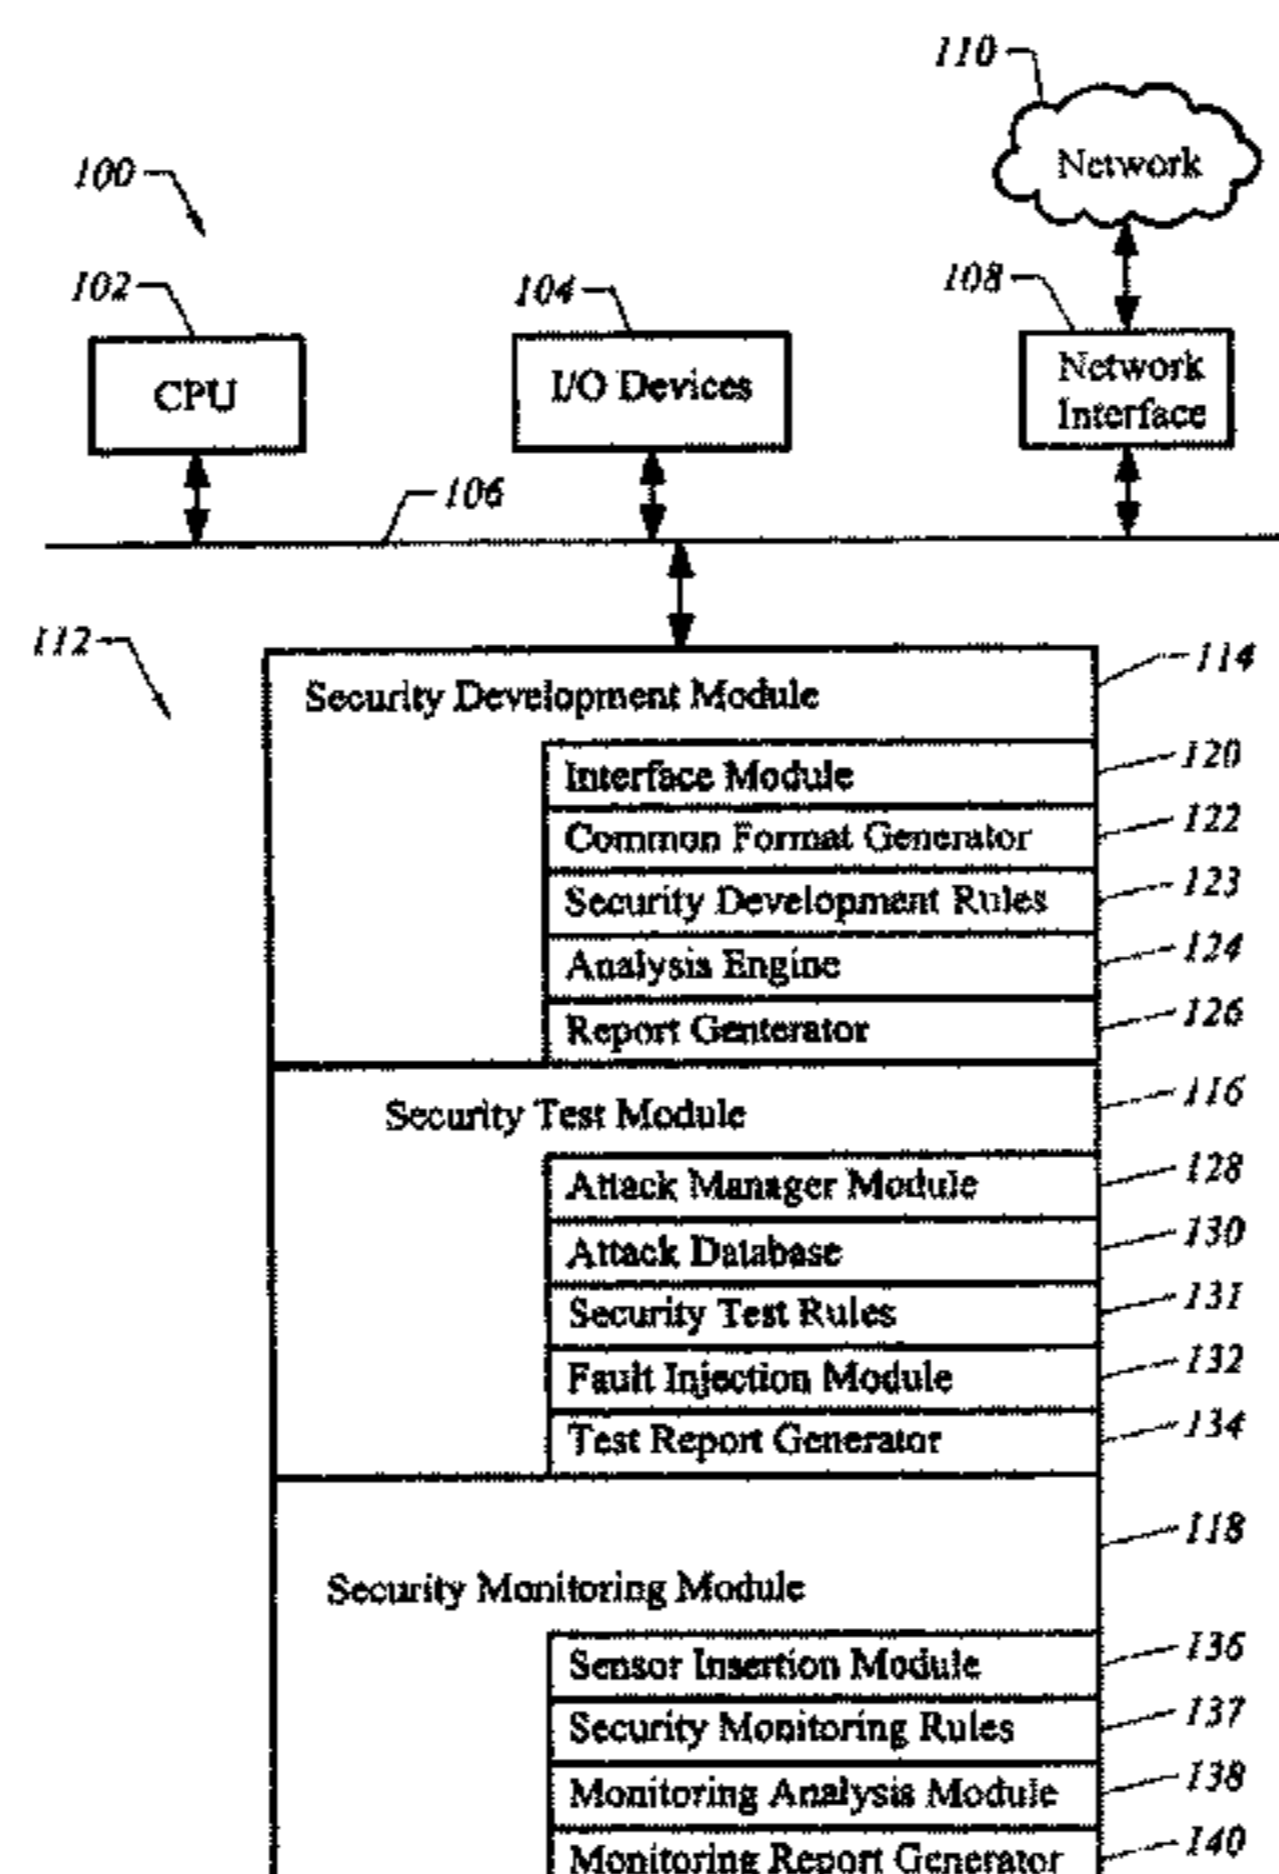 110
Network
100
102
104
108
CPU
I/O Devices
Network
Interface
106
112
114
Security Development Module
120
Interface Module
122
Common Format Generator
123
Security Development Rules
124
Analysis Engine
126
Report Genterator
116
Security Test Module
128
Attack Manager Module
130
Attack Database
131
Security Test Rules
132
Fault Injection Module
134
Test Report Generator
118
Security Monitoring Module
136
Sensor Insertion Module
137
Security Monitoring Rules
138
Monitoring Analysis Module
140
Monitoring Report Generator